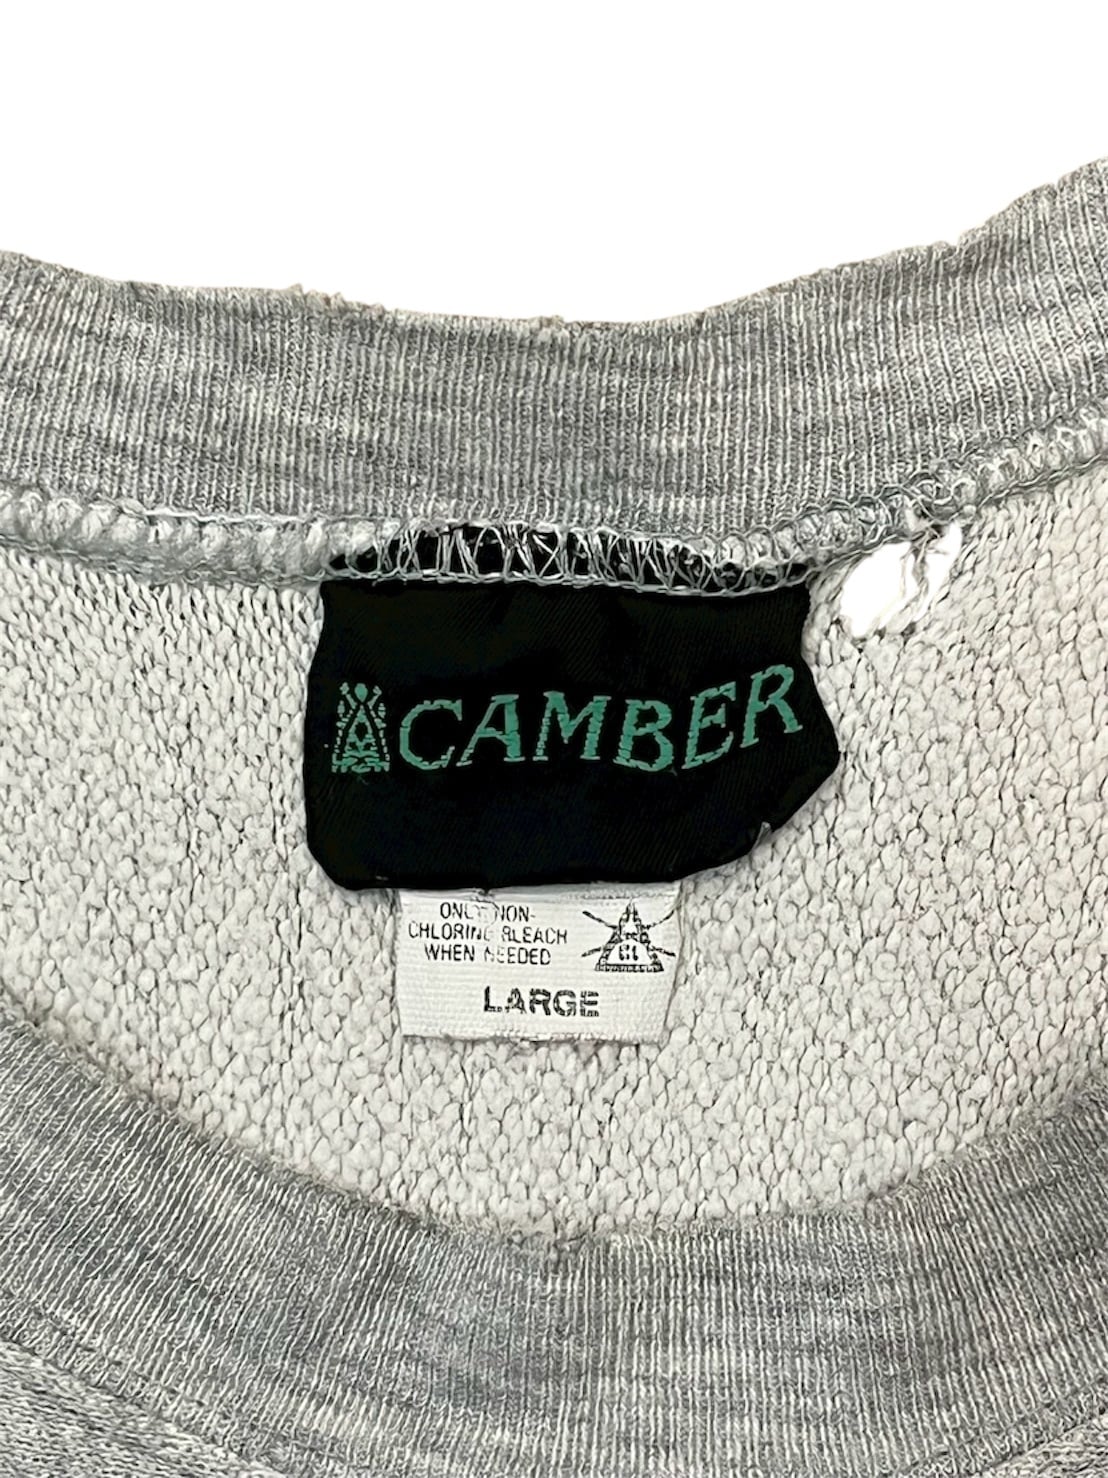 CAMBER
ONLY NON-
CHLORINE BLEACH
WHEN NEEDED
LARGE